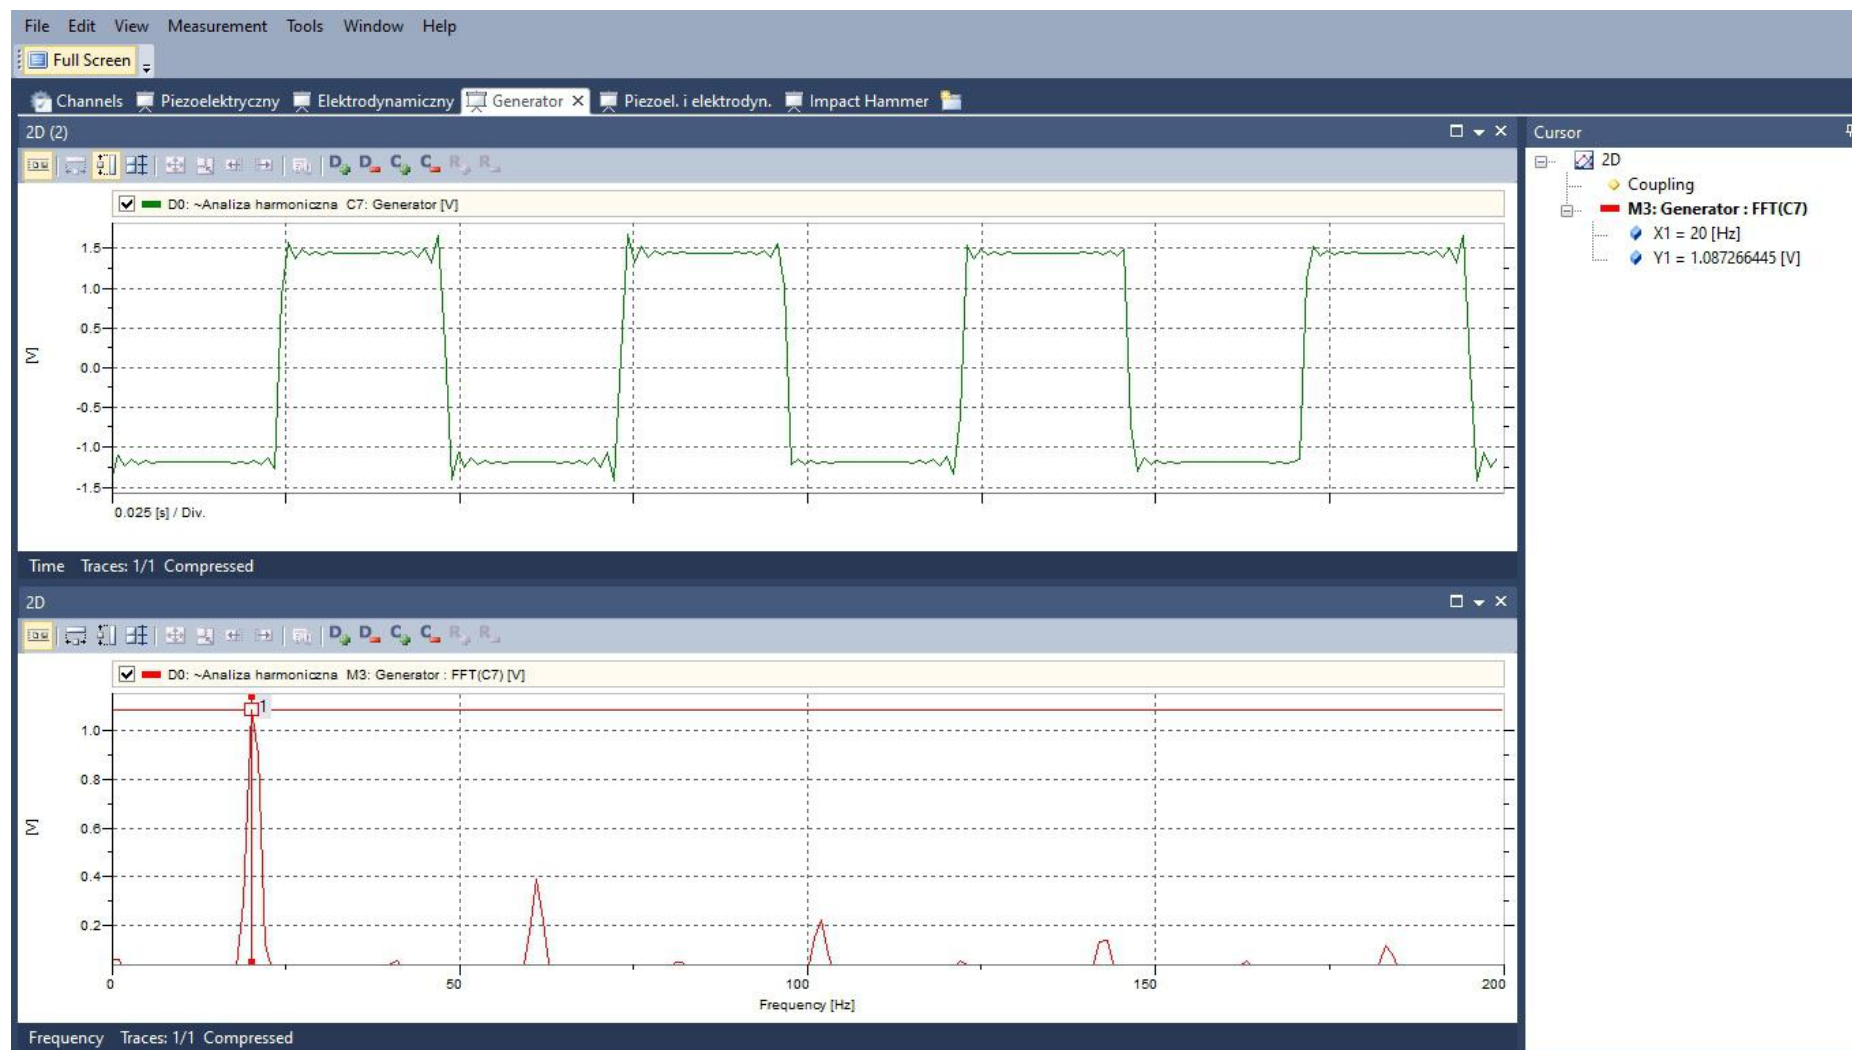 File Edit View Measurement Tools Window Help
Full Screen
Channels Piezoelektryczny Elektrodynamiczny Generator Piezoel. i elektrodyn. Impact Hammer
2D (2)
D0: ~Analiza harmoniczna C7: Generator [V]
1.5
1.0
0.5
0.0
-0.5
-1.0
-1.5
[V]
0.025 [s] / Div.
Time Traces: 1/1 Compressed
2D
D0: ~Analiza harmoniczna M3: Generator : FFT(C7) [V]
1
1.0
0.8
0.6
0.4
0.2
[V]
0 50 100 150 200
Frequency [Hz]
Frequency Traces: 1/1 Compressed
Cursor
2D
Coupling
M3: Generator : FFT(C7)
X1 = 20 [Hz]
Y1 = 1.087266445 [V]